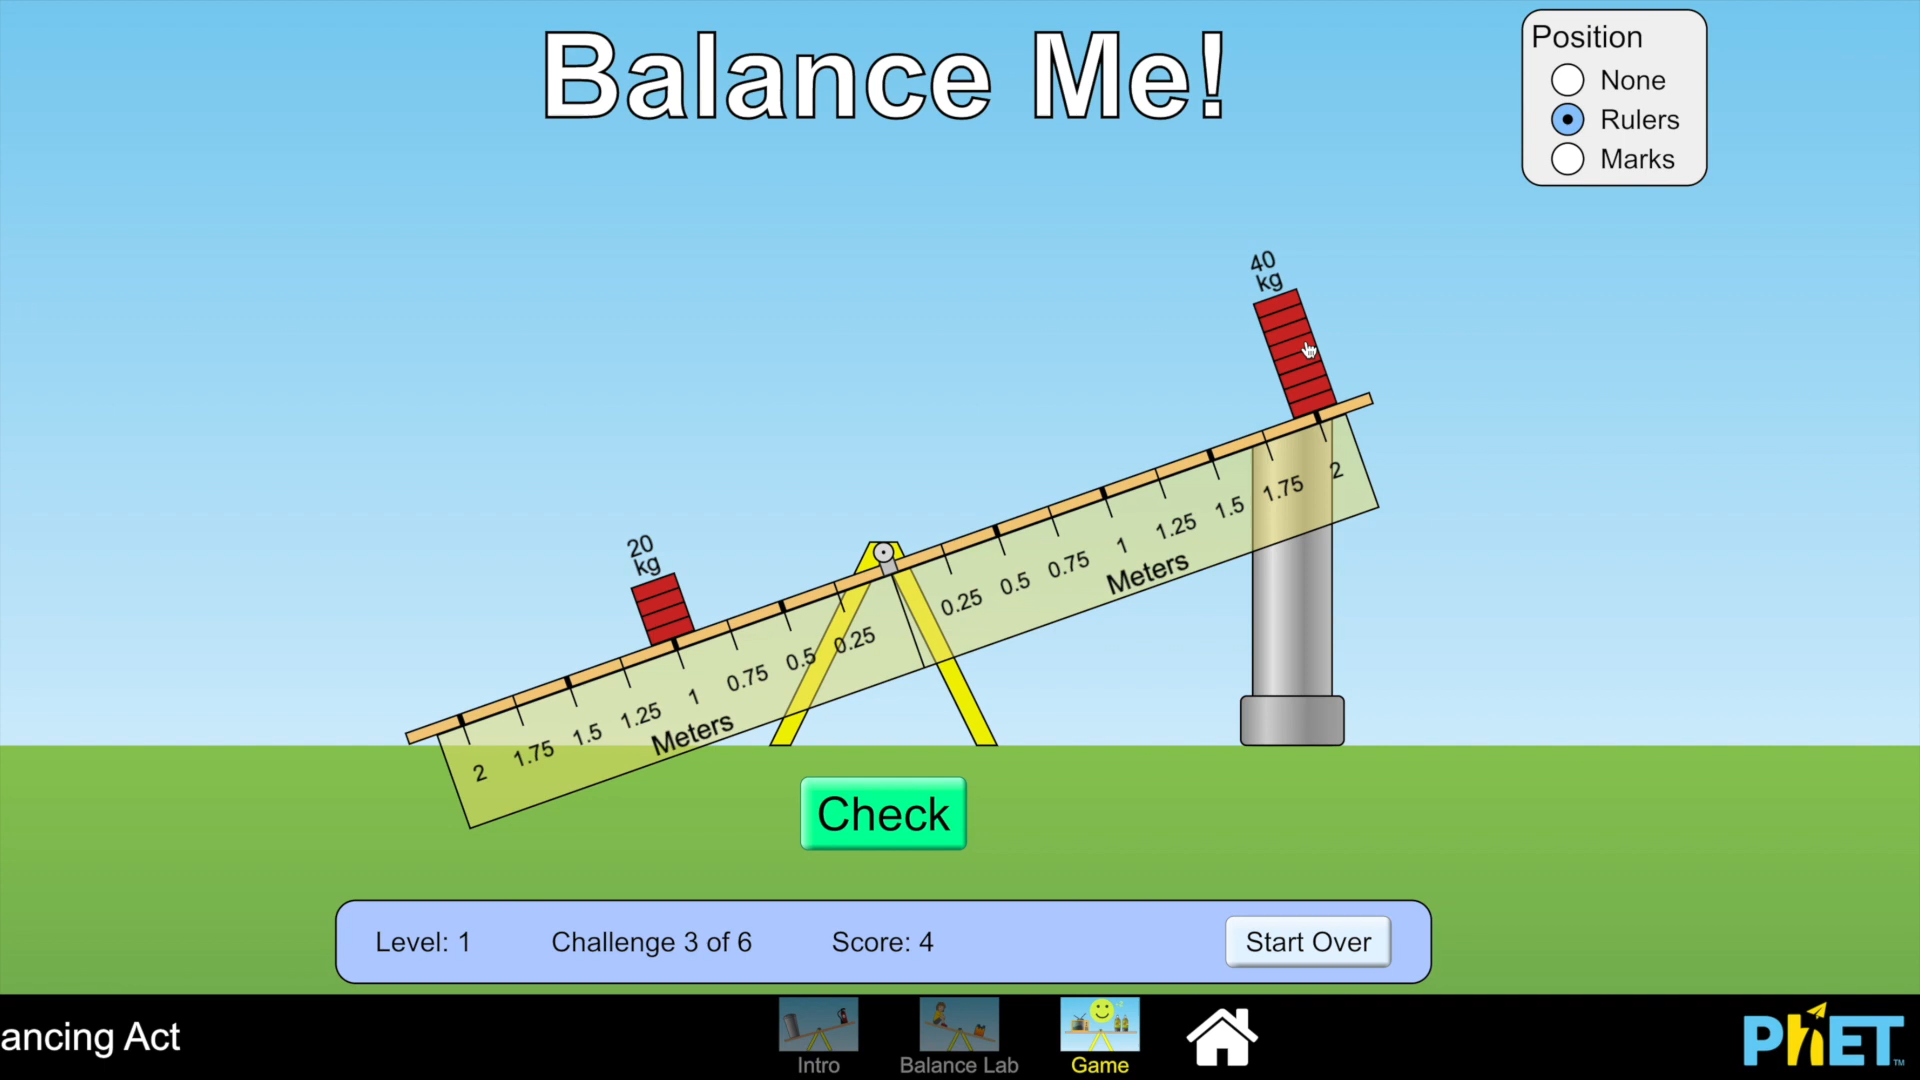 Balance Me!
Position
None
Rulers
Marks
40
kg
20
kg
2 1.75 1.5 1.25 1 0.75 0.5 0.25
Meters
0.25 0.5 0.75 1 1.25 1.5 1.75 2
Meters
Check
Level: 1 Challenge 3 of 6 Score: 4 Start Over
ancing Act
Intro
Balance Lab
Game
PhET™